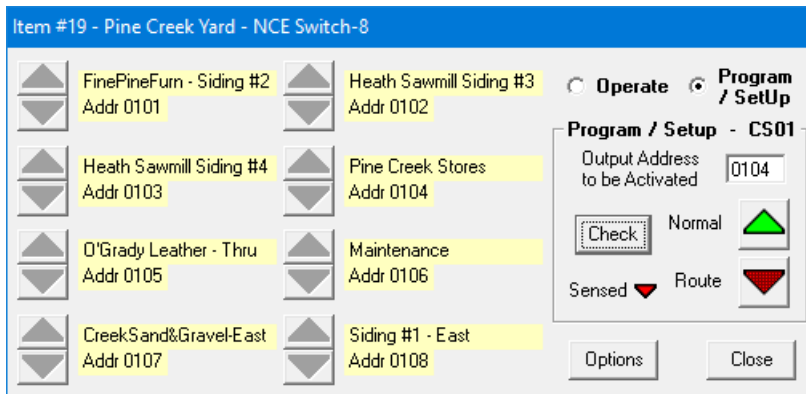 Item #19 - Pine Creek Yard - NCE Switch-8
FinePineFurn - Siding #2
Addr 0101
Heath Sawmill Siding #3
Addr 0102
Heath Sawmill Siding #4
Addr 0103
Pine Creek Stores
Addr 0104
O'Grady Leather - Thru
Addr 0105
Maintenance
Addr 0106
CreekSand&Gravel-East
Addr 0107
Siding #1 - East
Addr 0108
Operate
Program
/ SetUp
Program / Setup - CS01
Output Address
to be Activated
0104
Check
Normal
Sensed
Route
Options
Close